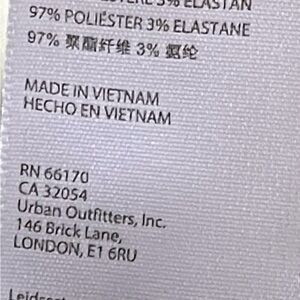 3% ELASTAN
97% POLIÉSTER 3% ELASTANE
97% 聚酯纤维 3% 氨纶
MADE IN VIETNAM
HECHO EN VIETNAM
RN 66170
CA 32054
Urban Outfitters, Inc.
146 Brick Lane,
LONDON, E1 6RU